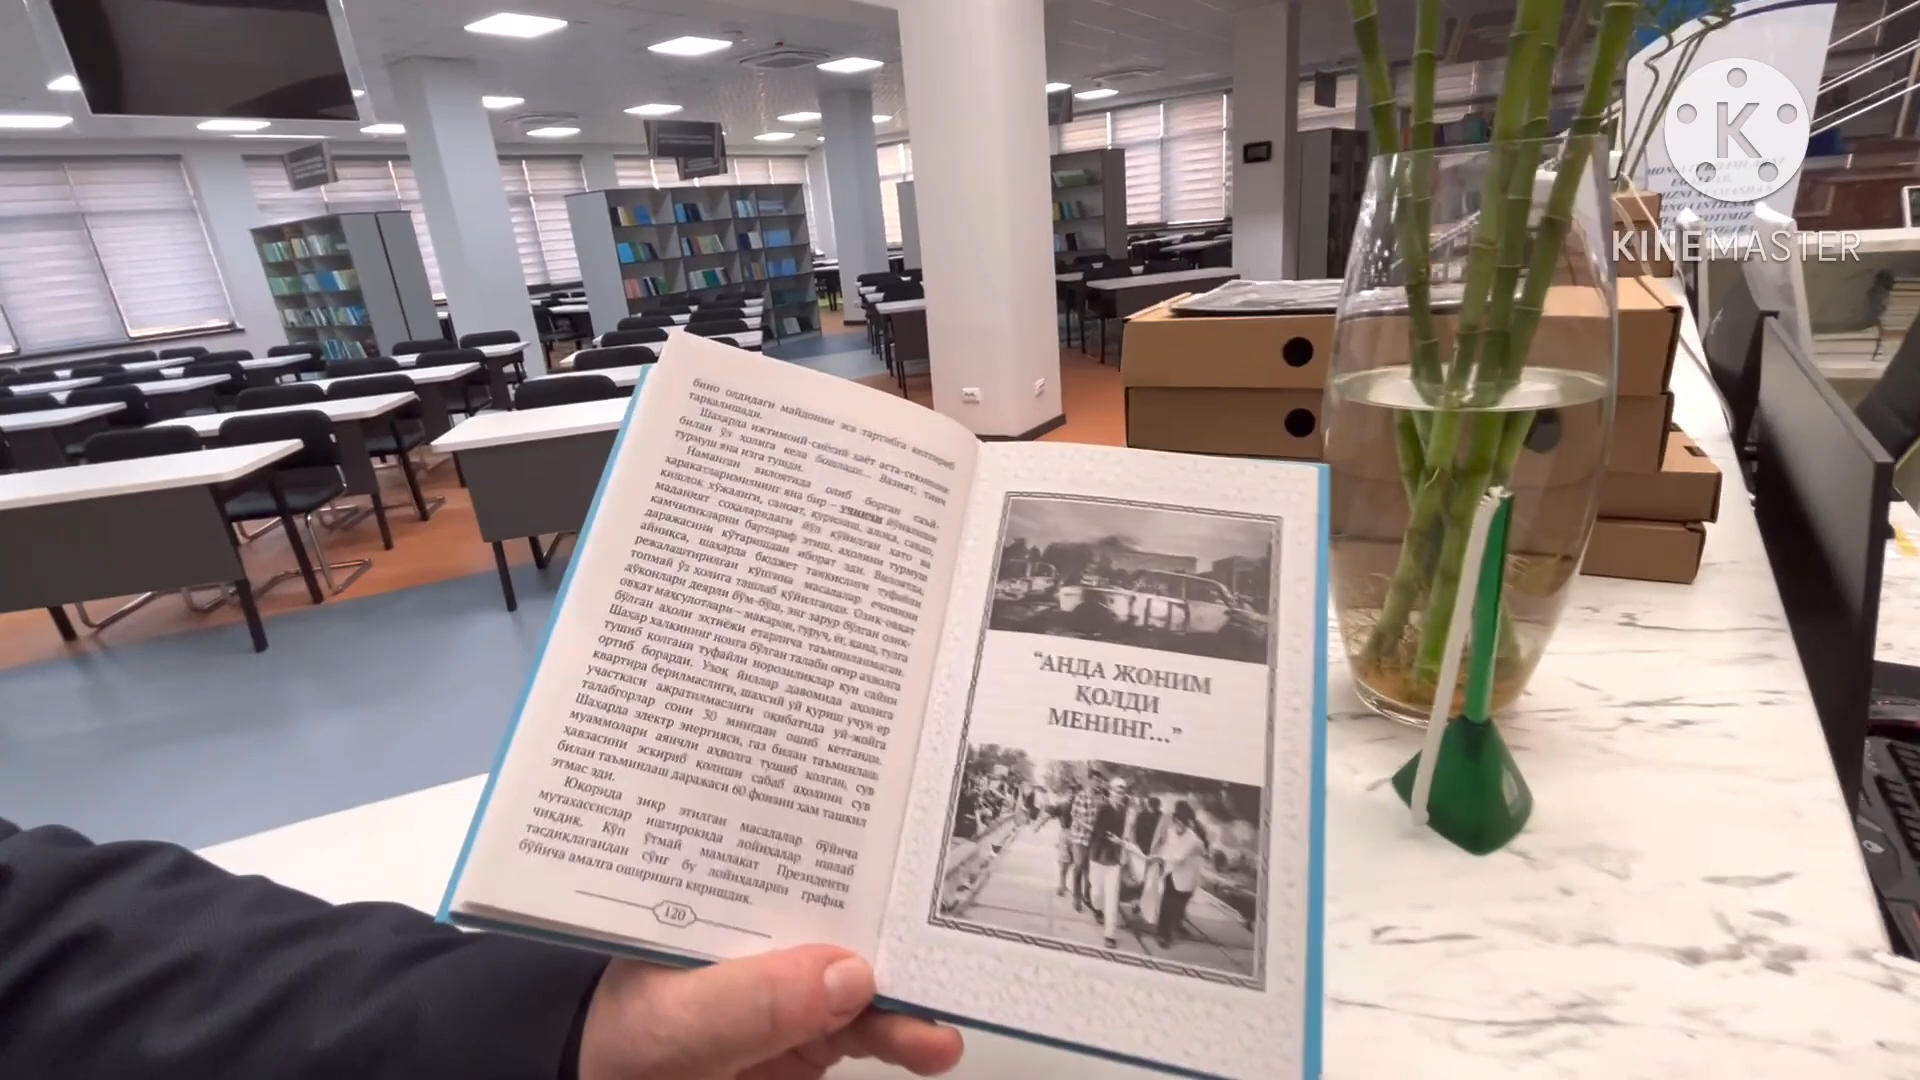 бино олдидаги майдонни эса тартибга келтириб
тарқалишади.
Шаҳарда ижтимоий-сиёсий ҳаёт аста-секинлик
билан ўз ҳолига кела бошлади... Вазият, тинч
турмуш яна изга тушди.
Наманган вилоятида олиб борган саъй-
ҳаракатларимизнинг яна бир – учинчи йўналиши
қишлоқ хўжалиги, саноат, қурилиш, алоқа, савдо,
маданият соҳаларидаги йўл қўйилган хато ва
камчиликларни бартараф этиш, аҳолини турмуш
даражасини кўтаришдан иборат эди. Вилоятда,
айниқса, шаҳарда бюджет танқислиги туфайли
режалаштирилган кўпгина масалалар ечимини
топмай ўз ҳолига ташлаб қўйилганди. Озиқ-овқат
дўконлари деярли бўм-бўш, энг зарур бўлган озиқ-
овқат маҳсулотлари – макарон, гуруч, ёғ, қанд, тузга
бўлган аҳоли эҳтиёжи етарлича таъминланмаган.
Шаҳар халқининг нонга бўлган талаби оғир аҳволга
тушиб қолгани туфайли норозиликлар кун сайин
ортиб борарди. Узоқ йиллар давомида аҳолига
квартира берилмаслиги, шахсий уй қуриш учун ер
участкаси ажратилмаслиги оқибатида уй-жойга
талабгорлар сони 30 мингдан ошиб кетганди.
Шаҳарда электр энергияси, газ билан таъминлаш
муаммолари аянчли аҳволга тушиб қолган, сув
ҳавзасини эскириб қолиши сабаб аҳолини сув
билан таъминлаш даражаси 60 фоизни ҳам ташкил
этмас эди.
Юқорида зикр этилган масалалар бўйича
мутахассислар иштирокида лойиҳалар ишлаб
чиқдик. Кўп ўтмай мамлакат Президенти
тасдиқлагандан сўнг бу лойиҳаларни график
бўйича амалга оширишга киришдик.
120
“АНДА ЖОНИМ
ҚОЛДИ
МЕНИНГ...”
K
KINEMASTER